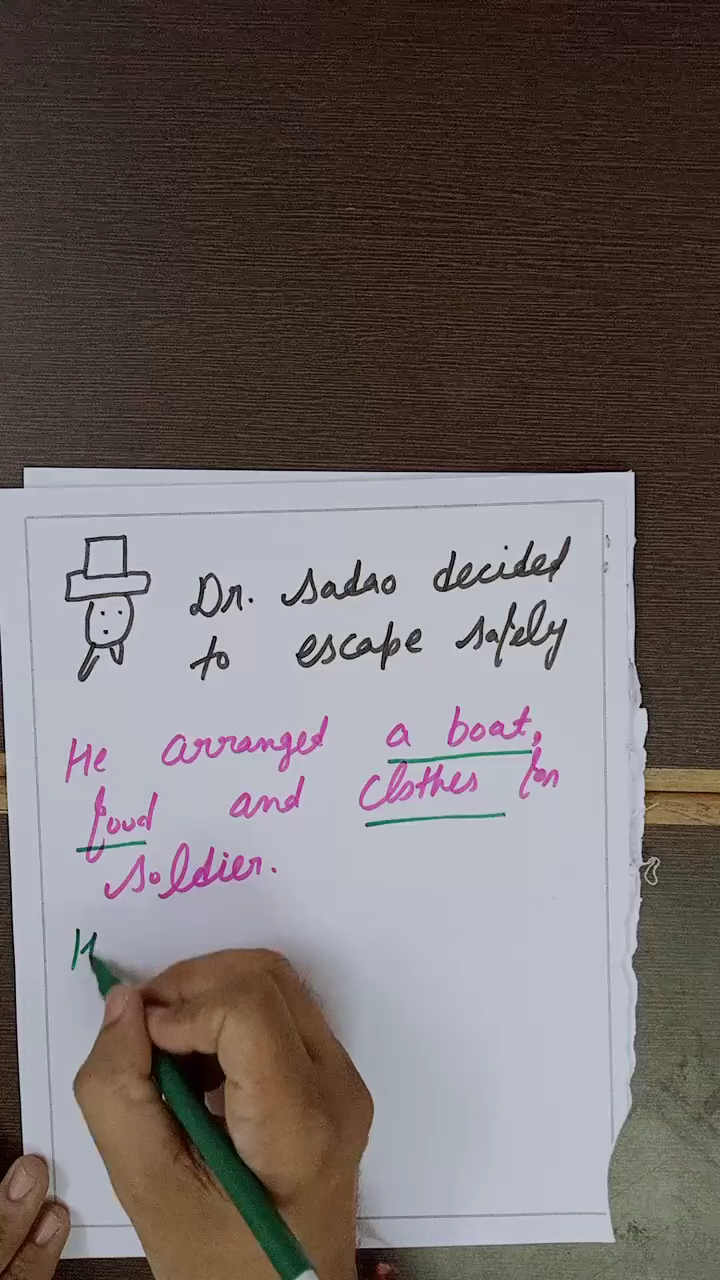 Dr. Sadao decided
to escape safely
He arranged a boat,
food and clothes for
soldier.
H